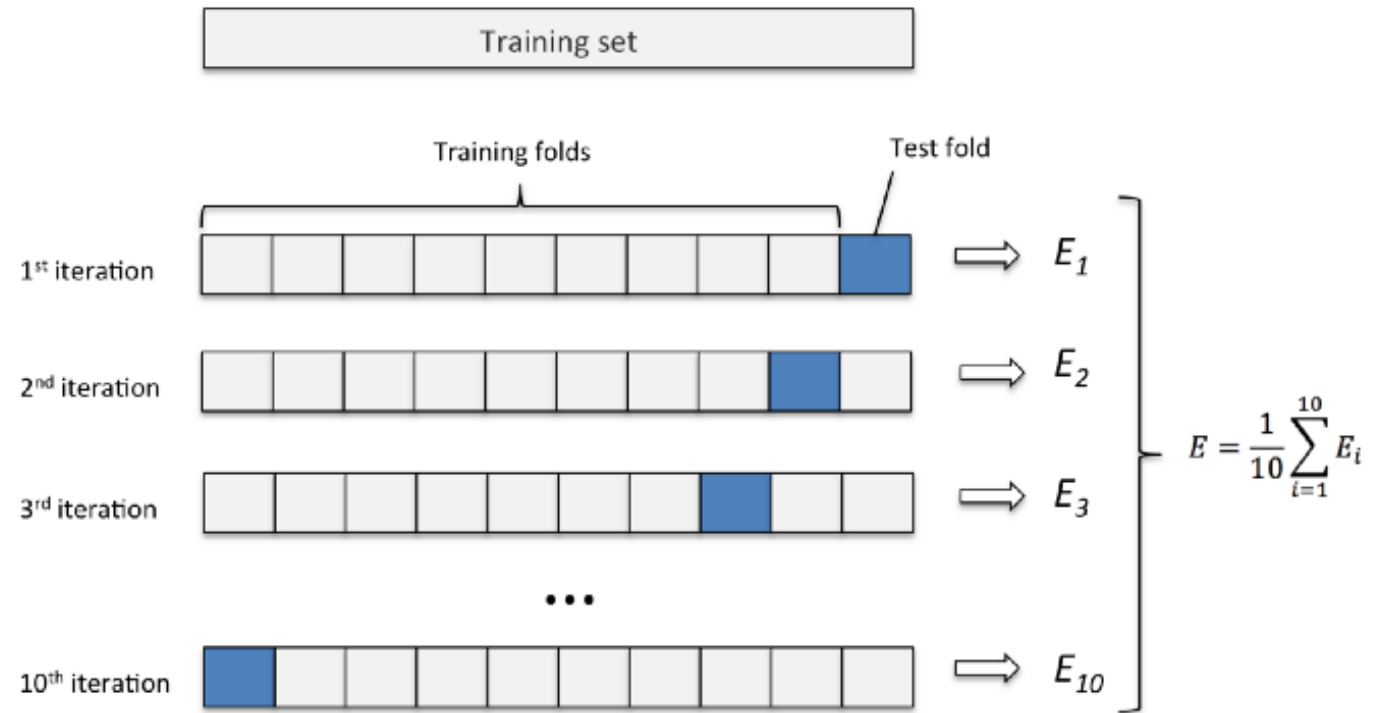 Training set
Training folds
Test fold
1st iteration
E1
2nd iteration
E2
E = 1/10 ∑_{i=1}^{10} Ei
3rd iteration
E3
...
10th iteration
E10